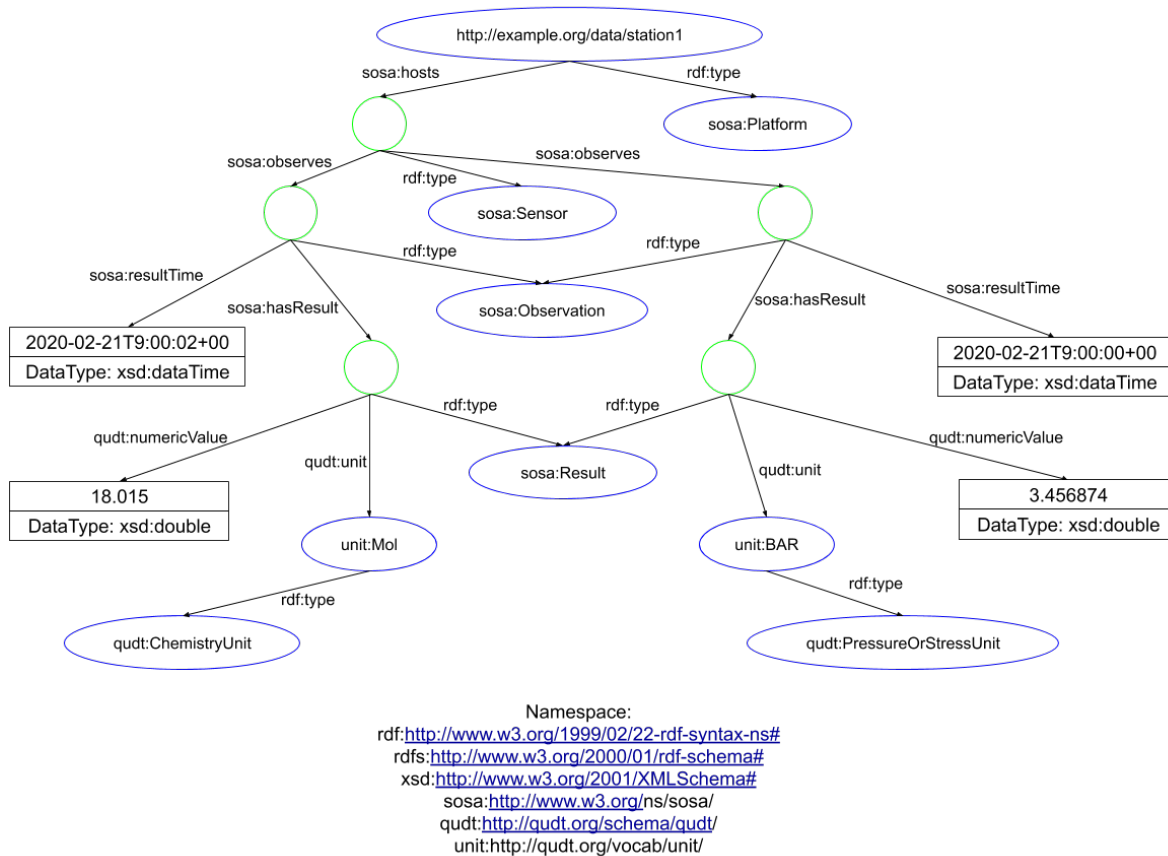 http://example.org/data/station1
sosa:hosts
rdf:type
sosa:Platform
sosa:observes
rdf:type
sosa:observes
sosa:Sensor
sosa:resultTime
rdf:type
rdf:type
sosa:resultTime
sosa:hasResult
sosa:Observation
sosa:hasResult
2020-02-21T9:00:02+00
DataType: xsd:dataTime
2020-02-21T9:00:00+00
DataType: xsd:dataTime
qudt:numericValue
rdf:type
rdf:type
qudt:numericValue
qudt:unit
sosa:Result
qudt:unit
18.015
DataType: xsd:double
3.456874
DataType: xsd:double
unit:Mol
unit:BAR
rdf:type
rdf:type
qudt:ChemistryUnit
qudt:PressureOrStressUnit
Namespace:
rdf:http://www.w3.org/1999/02/22-rdf-syntax-ns#
rdfs:http://www.w3.org/2000/01/rdf-schema#
xsd:http://www.w3.org/2001/XMLSchema#
sosa:http://www.w3.org/ns/sosa/
qudt:http://qudt.org/schema/qudt/
unit:http://qudt.org/vocab/unit/